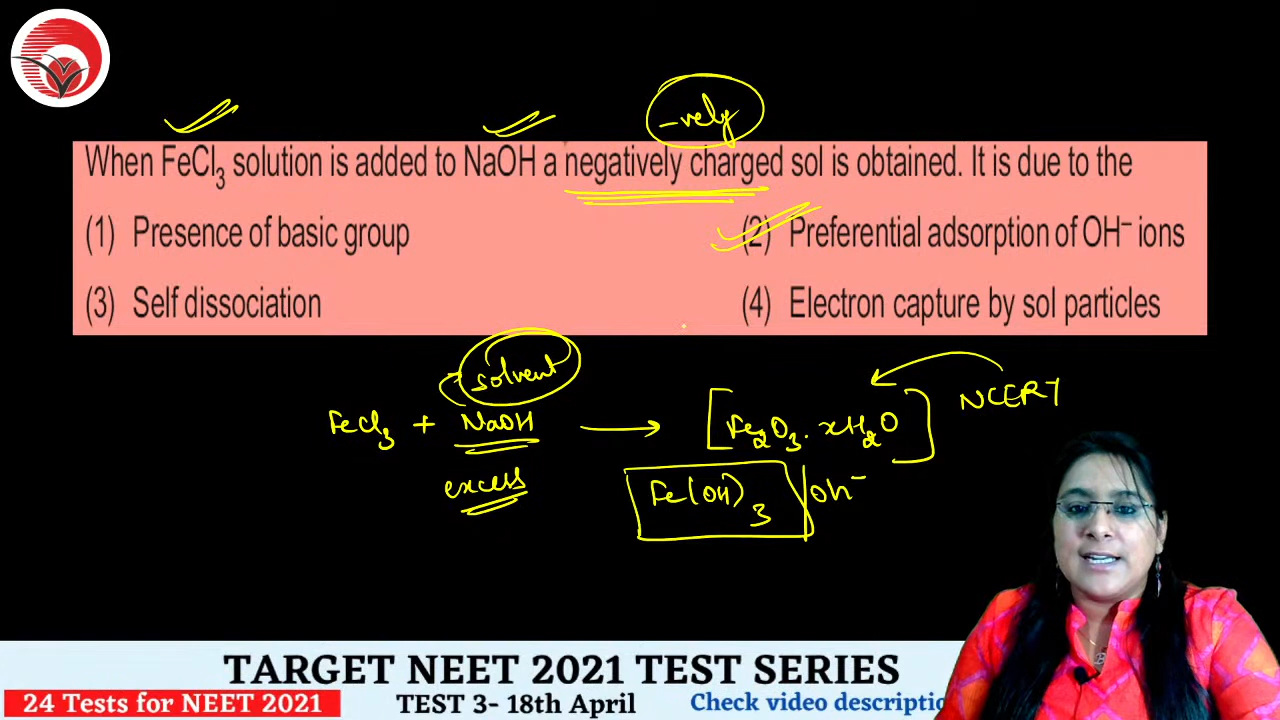 -vely
When FeCl₃ solution is added to NaOH a negatively charged sol is obtained. It is due to the
(1) Presence of basic group (2) Preferential adsorption of OH⁻ ions
(3) Self dissociation (4) Electron capture by sol particles
solvent
FeCl₃ + NaOH → [Fe₂O₃. xH₂O] NCERT
excess Fe(OH)₃ / OH⁻
TARGET NEET 2021 TEST SERIES
24 Tests for NEET 2021 TEST 3- 18th April Check video descriptio